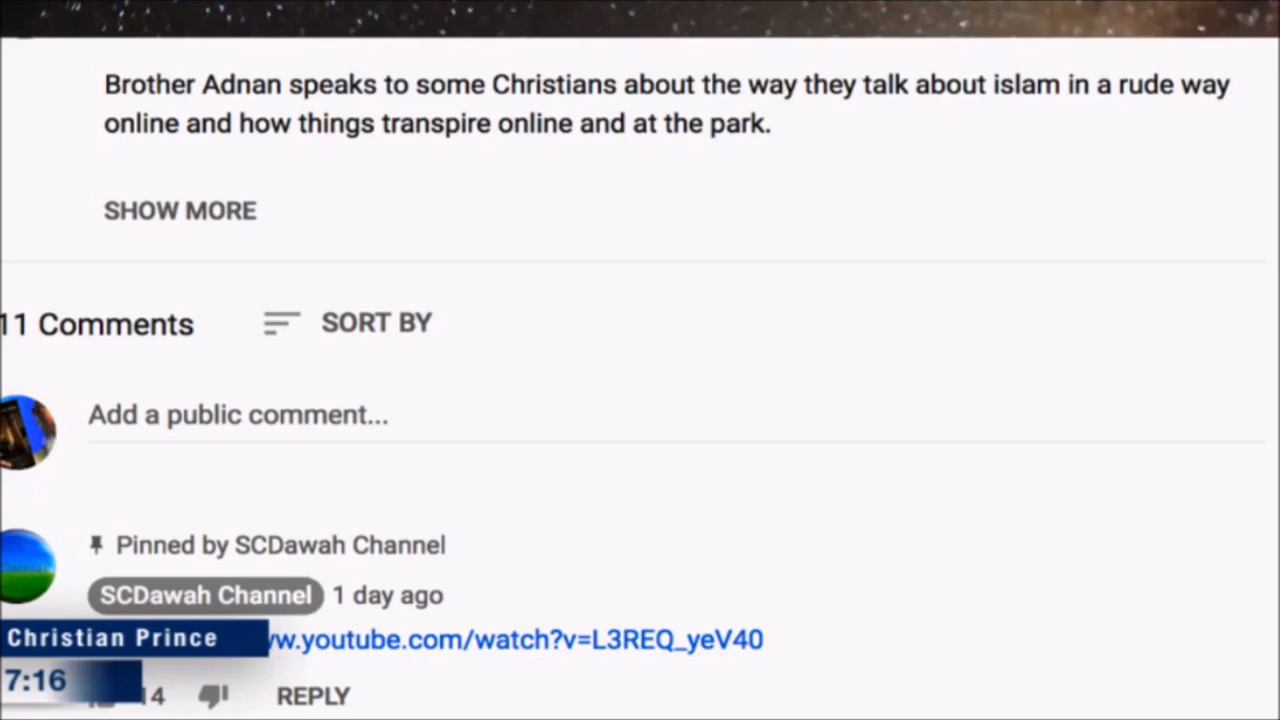 Brother Adnan speaks to some Christians about the way they talk about islam in a rude way
online and how things transpire online and at the park.
SHOW MORE
11 Comments SORT BY
Add a public comment...
Pinned by SCDawah Channel
SCDawah Channel 1 day ago
Christian Prince w.youtube.com/watch?v=L3REQ_yeV40
7:16 14 REPLY